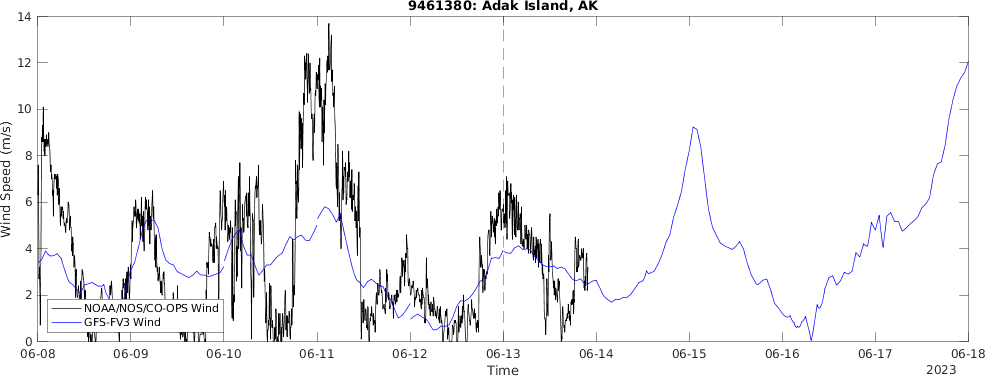 9461380: Adak Island, AK
Wind Speed (m/s)
14
12
10
8
6
4
2
0
NOAA/NOS/CO-OPS Wind
GFS-FV3 Wind
06-08 06-09 06-10 06-11 06-12 06-13 06-14 06-15 06-16 06-17 06-18
Time
2023